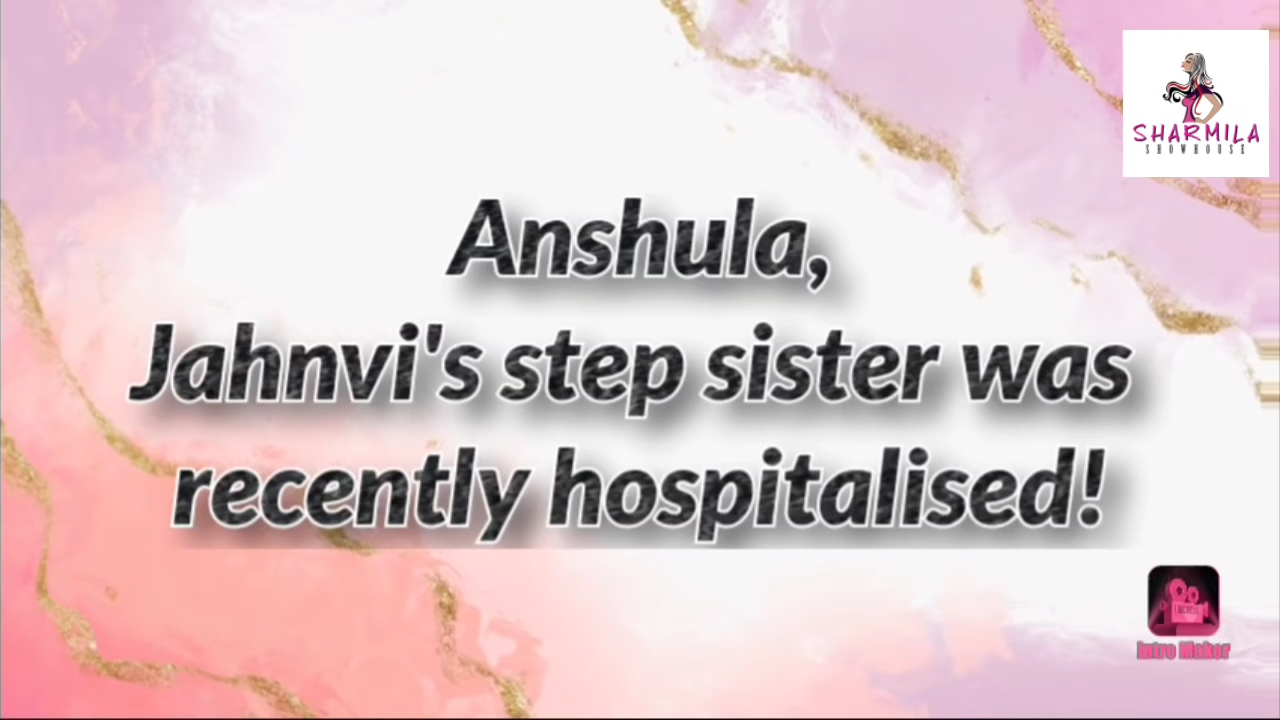 SHARMILA
SHOWHOUSE
Anshula,
Jahnvi's step sister was
recently hospitalised!
Intro Maker